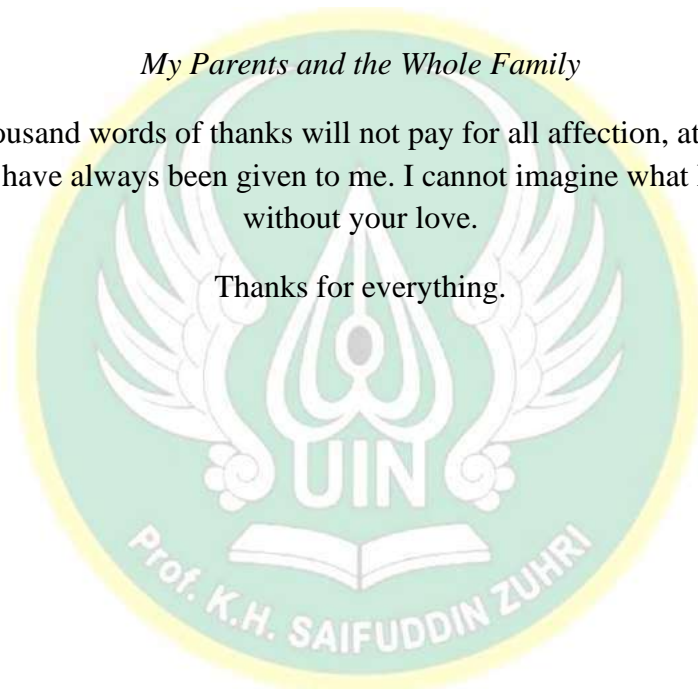 My Parents and the Whole Family
ousand words of thanks will not pay for all affection, at
have always been given to me. I cannot imagine what
without your love.
Thanks for everything.
UIN
Prof. K.H. SAIFUDDIN ZUHRI